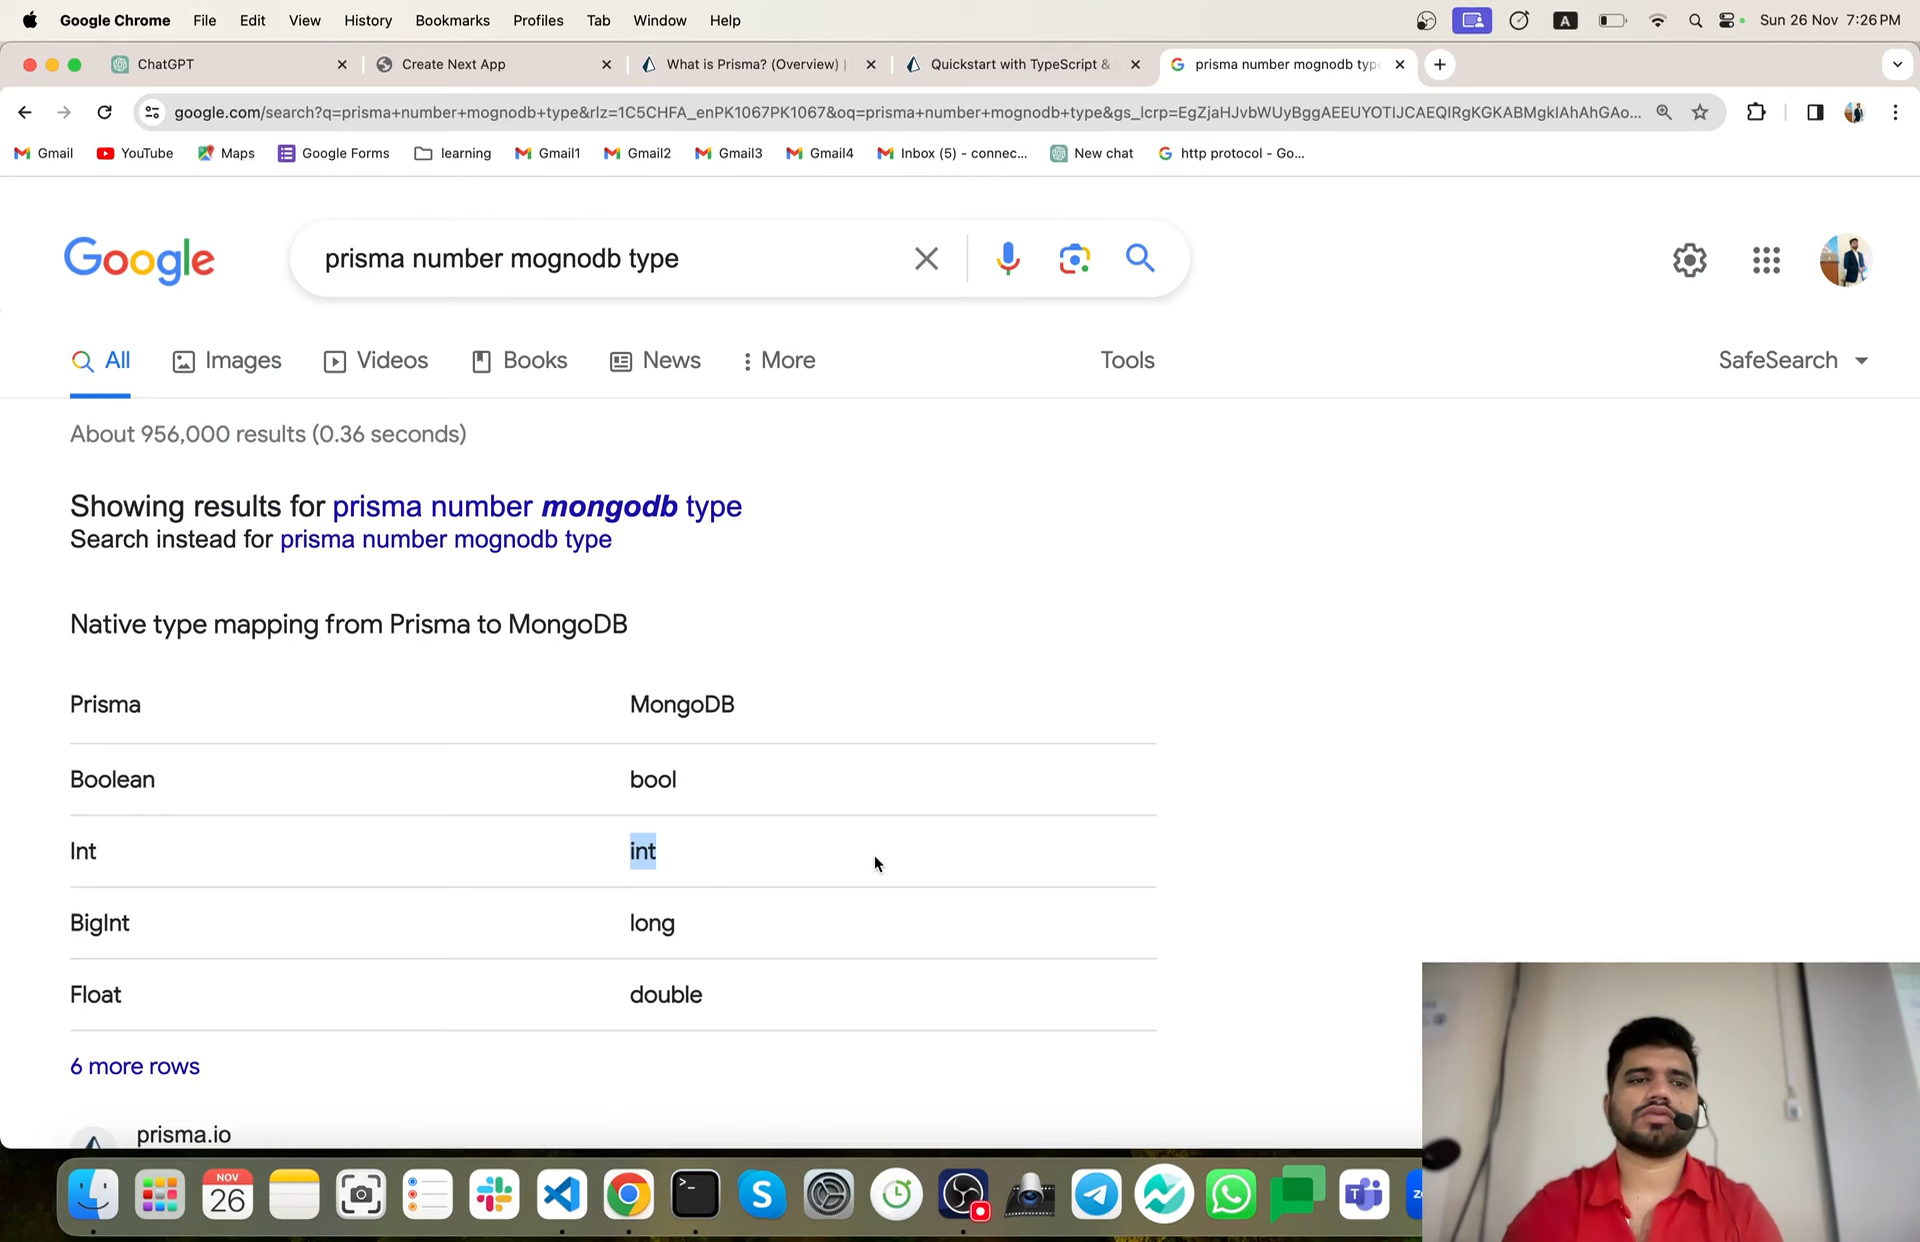 Google Chrome File Edit View History Bookmarks Profiles Tab Window Help A Sun 26 Nov 7:26 PM
ChatGPT Create Next App What is Prisma? (Overview) | Quickstart with TypeScript & prisma number mognodb typ
google.com/search?q=prisma+number+mognodb+type&rlz=1C5CHFA_enPK1067PK1067&oq=prisma+number+mognodb+type&gs_lcrp=EgZjaHJvbWUyBggAEEUYOTIJCAEQIRgKGKABMgkIAhAhGAo...
Gmail YouTube Maps Google Forms learning Gmail1 Gmail2 Gmail3 Gmail4 Inbox (5) - connec... New chat http protocol - Go...
Google prisma number mognodb type
All Images Videos Books News More Tools SafeSearch
About 956,000 results (0.36 seconds)
Showing results for prisma number mongodb type
Search instead for prisma number mognodb type
Native type mapping from Prisma to MongoDB
Prisma MongoDB
Boolean bool
Int int
BigInt long
Float double
6 more rows
prisma.io
NOV
26